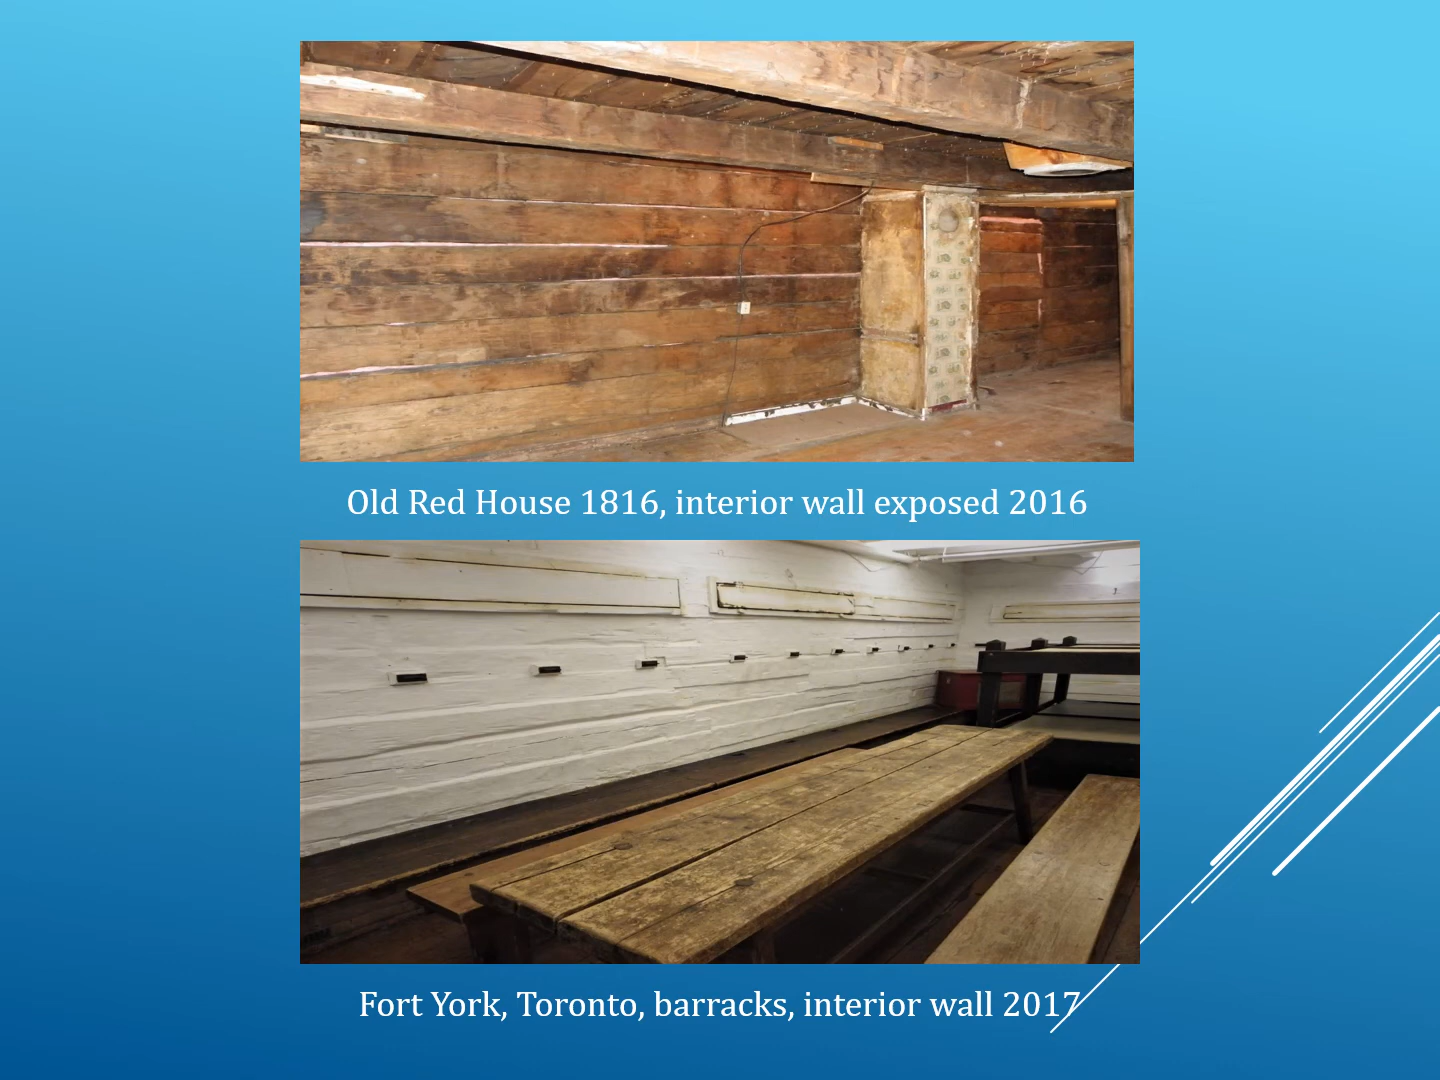 Old Red House 1816, interior wall exposed 2016
Fort York, Toronto, barracks, interior wall 2017